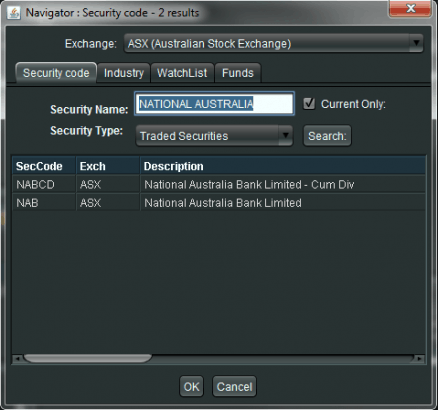 Navigator : Security code - 2 results
Exchange: ASX (Australian Stock Exchange)
Security code Industry WatchList Funds
Security Name: NATIONAL AUSTRALIA Current Only:
Security Type: Traded Securities Search:
SecCode Exch Description
NABCD ASX National Australia Bank Limited - Cum Div
NAB ASX National Australia Bank Limited
OK Cancel